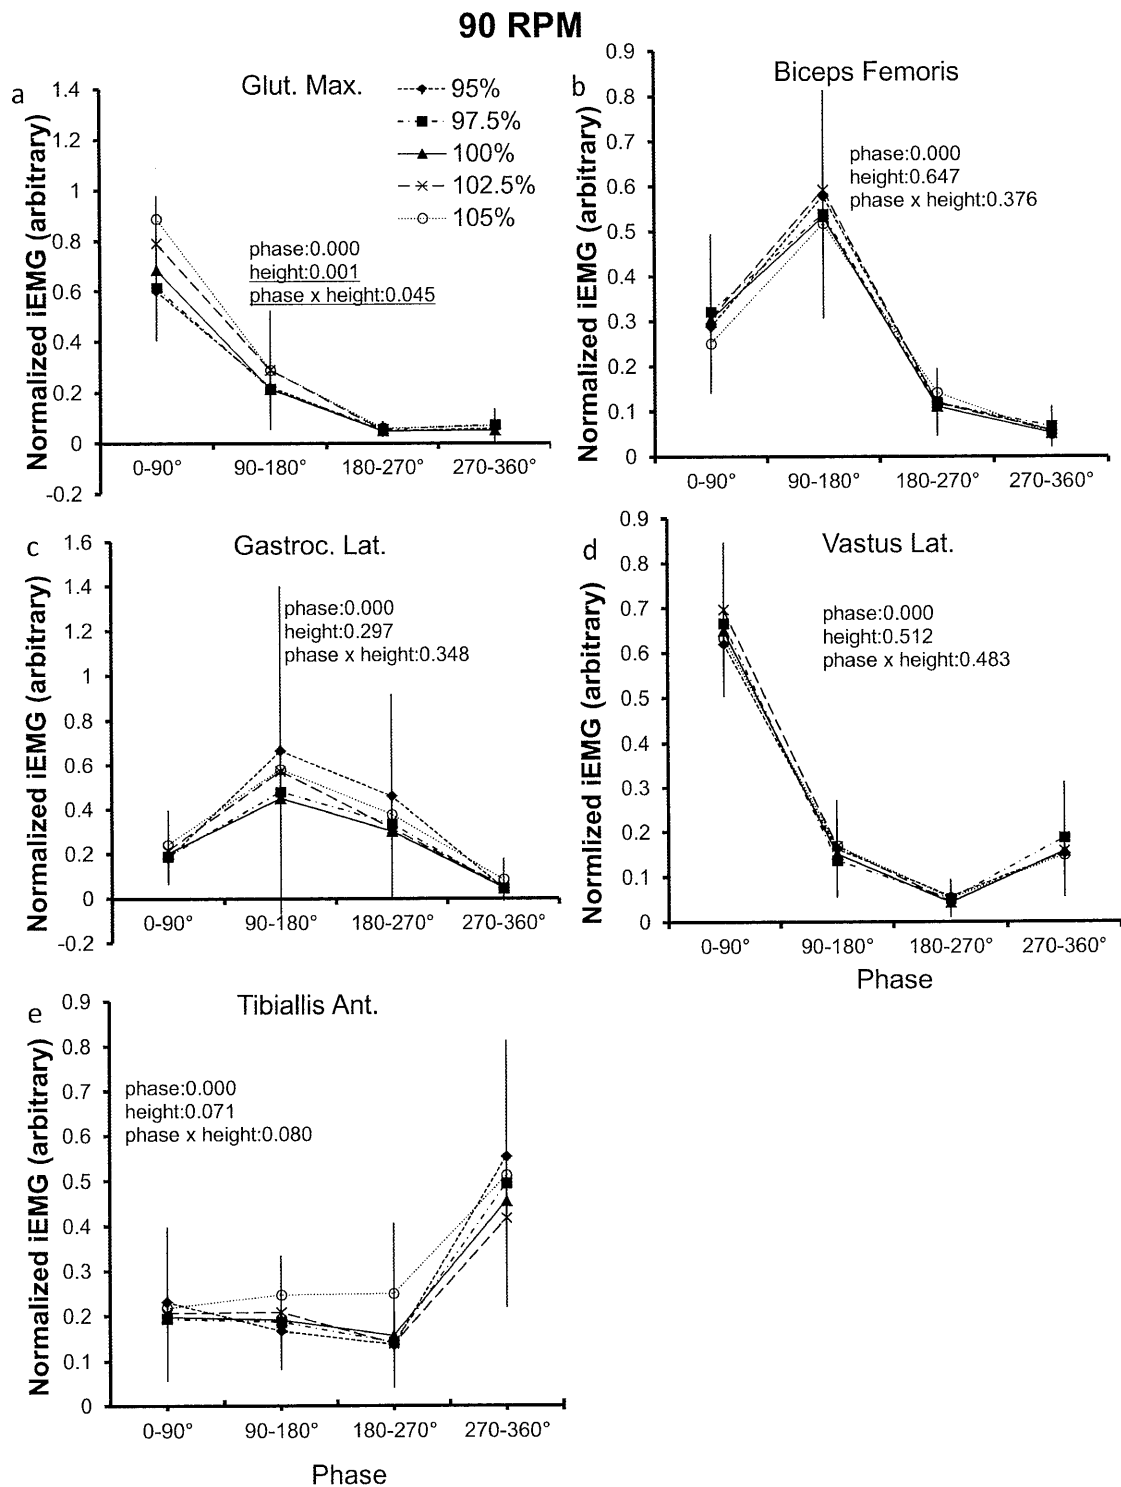 90 RPM
a
Glut. Max.
Normalized iEMG (arbitrary)
1.4
1.2
1
0.8
0.6
0.4
0.2
0
-0.2
95%
97.5%
100%
102.5%
105%
phase:0.000
height:0.001
phase x height:0.045
0-90° 90-180° 180-270° 270-360°
b
Biceps Femoris
Normalized iEMG (arbitrary)
0.9
0.8
0.7
0.6
0.5
0.4
0.3
0.2
0.1
0
phase:0.000
height:0.647
phase x height:0.376
0-90° 90-180° 180-270° 270-360°
c
Gastroc. Lat.
Normalized iEMG (arbitrary)
1.6
1.4
1.2
1
0.8
0.6
0.4
0.2
0
-0.2
phase:0.000
height:0.297
phase x height:0.348
0-90° 90-180° 180-270° 270-360°
d
Vastus Lat.
Normlized iEMG (arbitrary)
0.9
0.8
0.7
0.6
0.5
0.4
0.3
0.2
0.1
0
phase:0.000
height:0.512
phase x height:0.483
0-90° 90-180° 180-270° 270-360°
Phase
e
Tibiallis Ant.
Normalized iEMG (arbitrary)
0.9
0.8
0.7
0.6
0.5
0.4
0.3
0.2
0.1
0
phase:0.000
height:0.071
phase x height:0.080
0-90° 90-180° 180-270° 270-360°
Phase